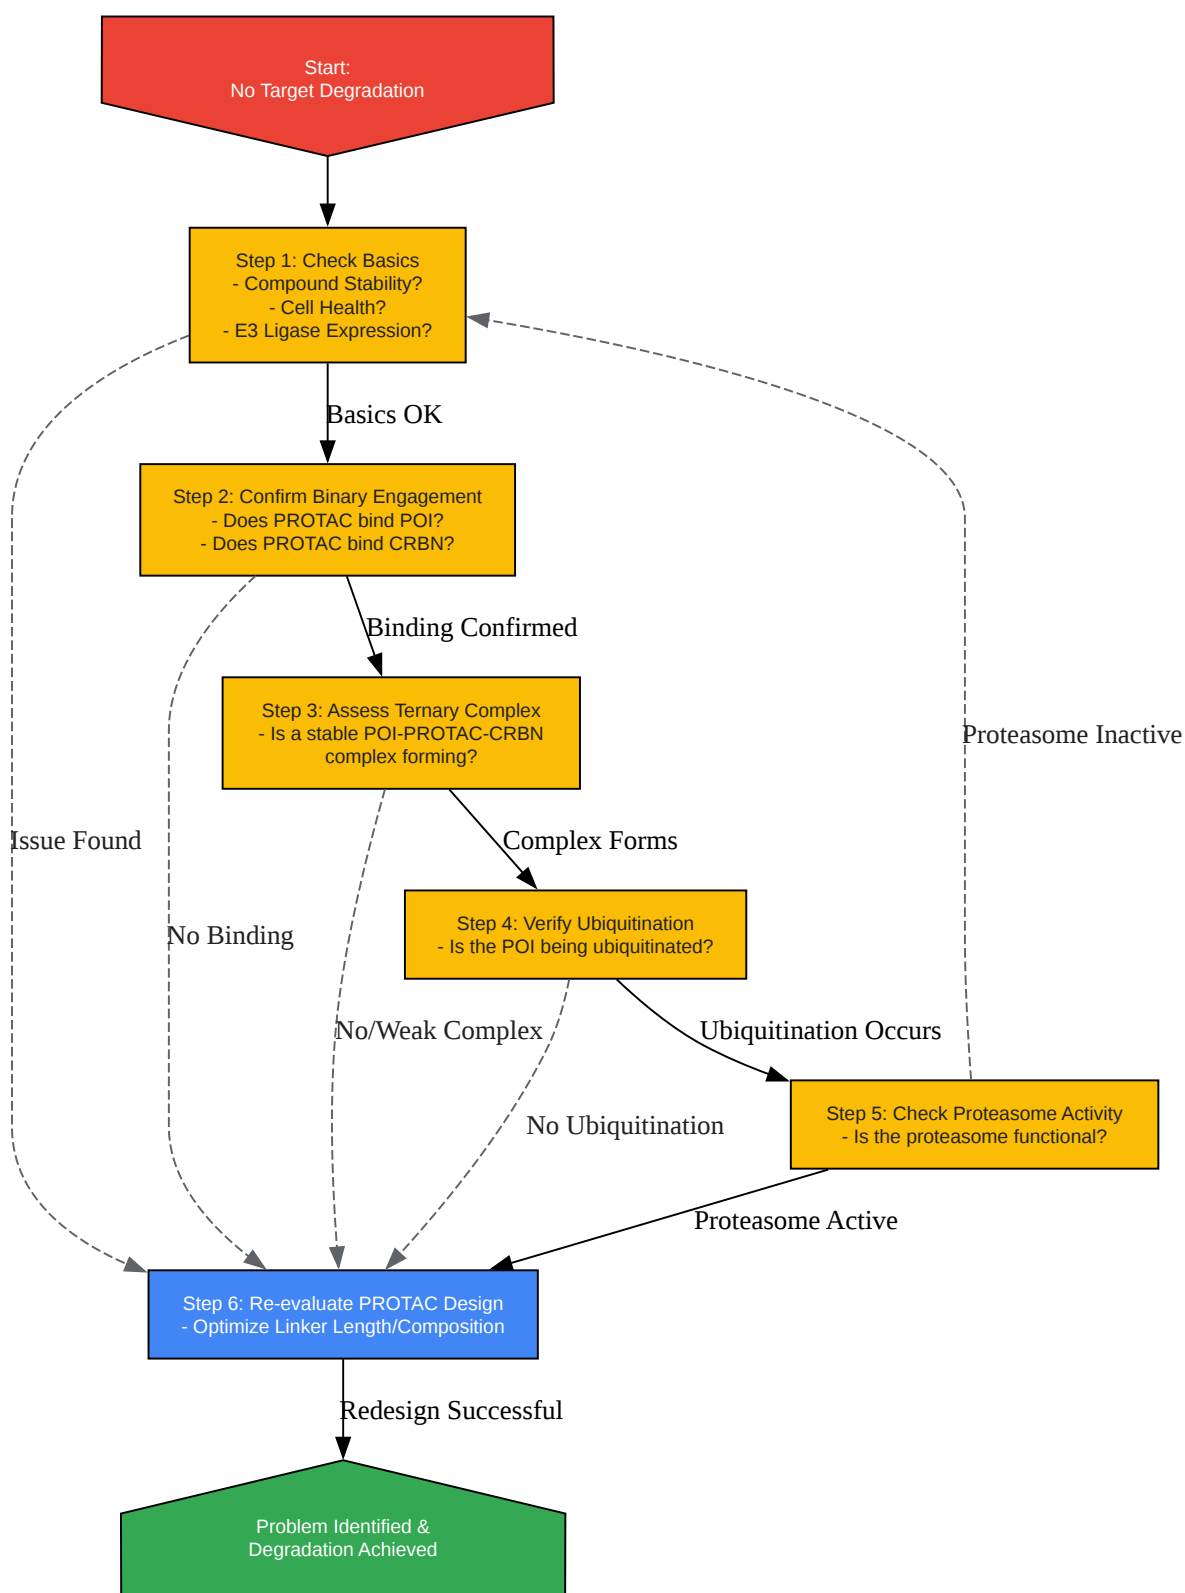 Start:
No Target Degradation
Step 1: Check Basics
- Compound Stability?
- Cell Health?
- E3 Ligase Expression?
Basics OK
Step 2: Confirm Binary Engagement
- Does PROTAC bind POI?
- Does PROTAC bind CRBN?
Binding Confirmed
Step 3: Assess Ternary Complex
- Is a stable POI-PROTAC-CRBN
complex forming?
Proteasome Inactive
Issue Found
Complex Forms
No Binding
Step 4: Verify Ubiquitination
- Is the POI being ubiquitinated?
No/Weak Complex
Ubiquitination Occurs
No Ubiquitination
Step 5: Check Proteasome Activity
- Is the proteasome functional?
Proteasome Active
Step 6: Re-evaluate PROTAC Design
- Optimize Linker Length/Composition
Redesign Successful
Problem Identified &
Degradation Achieved